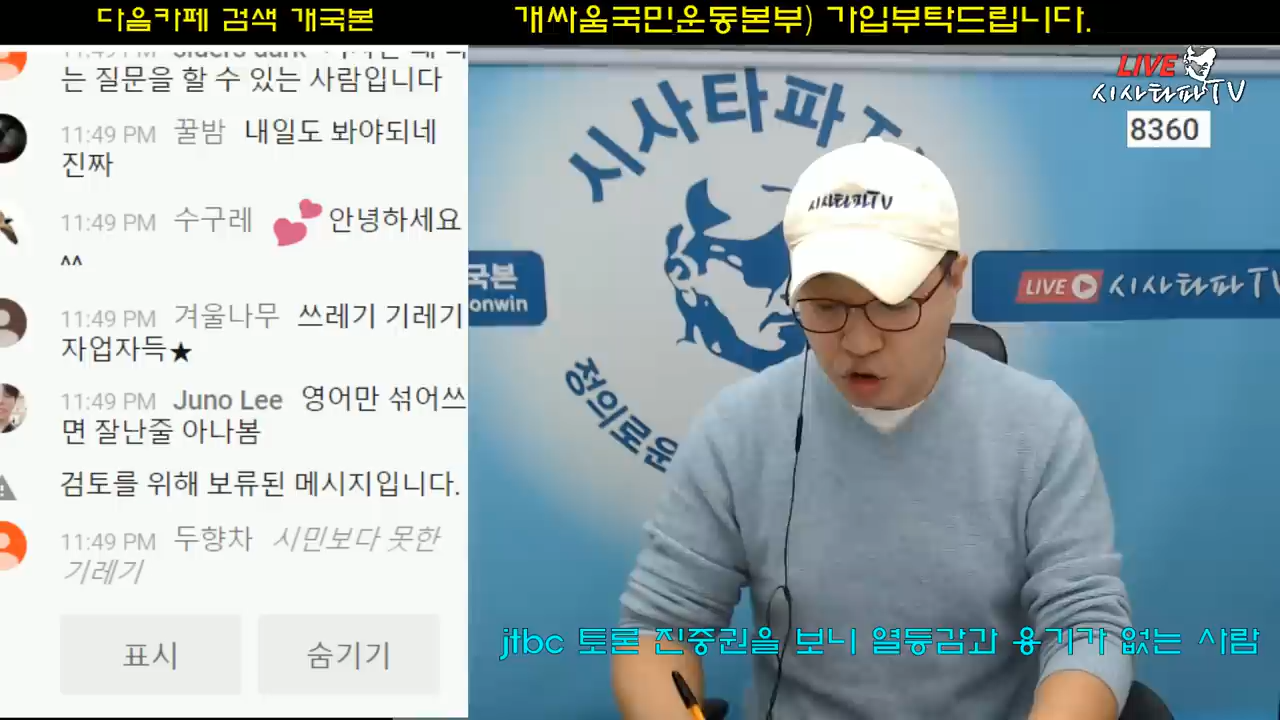 다음카페 검색 개국본
개싸움국민운동본부) 가입부탁드립니다.
는 질문을 할 수 있는 사람입니다
11:49 PM 꿀밤 내일도 봐야되네
진짜
11:49 PM 수구레 💕 안녕하세요
^^
11:49 PM 겨울나무 쓰레기 기레기
자업자득★
11:49 PM Juno Lee 영어만 섞어쓰
면 잘난줄 아나봄
검토를 위해 보류된 메시지입니다.
11:49 PM 두향차 시민보다 못한
기레기
표시
숨기기
LIVE
시사타파TV
8360
시사타파
정의로운
시사타파TV
국본
onwin
LIVE 시사타파TV
jtbc 토론 진중권을 보니 열등감과 용기가 없는 사람